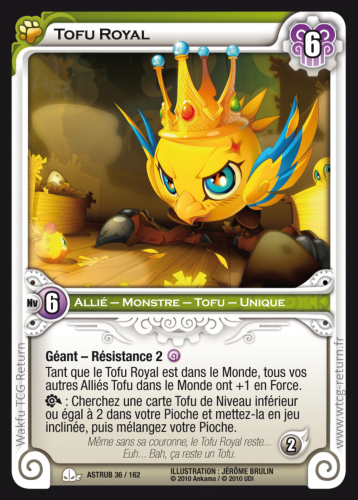 Tofu Royal
6
Nv 6
Allié – Monstre – Tofu – Unique
Géant – Résistance 2
Tant que le Tofu Royal est dans le Monde, tous vos
autres Alliés Tofu dans le Monde ont +1 en Force.
: Cherchez une carte Tofu de Niveau inférieur
ou égal à 2 dans votre Pioche et mettez-la en jeu
inclinée, puis mélangez votre Pioche.
Même sans sa couronne, le Tofu Royal reste...
Euh... Bah, ça reste un Tofu.
2
ASTRUB 36 / 162
ILLUSTRATION : JÉRÔME BRULIN
© 2010 Ankama / © 2010 UDI
Wakfu TCG Return
www.wtcg-return.fr